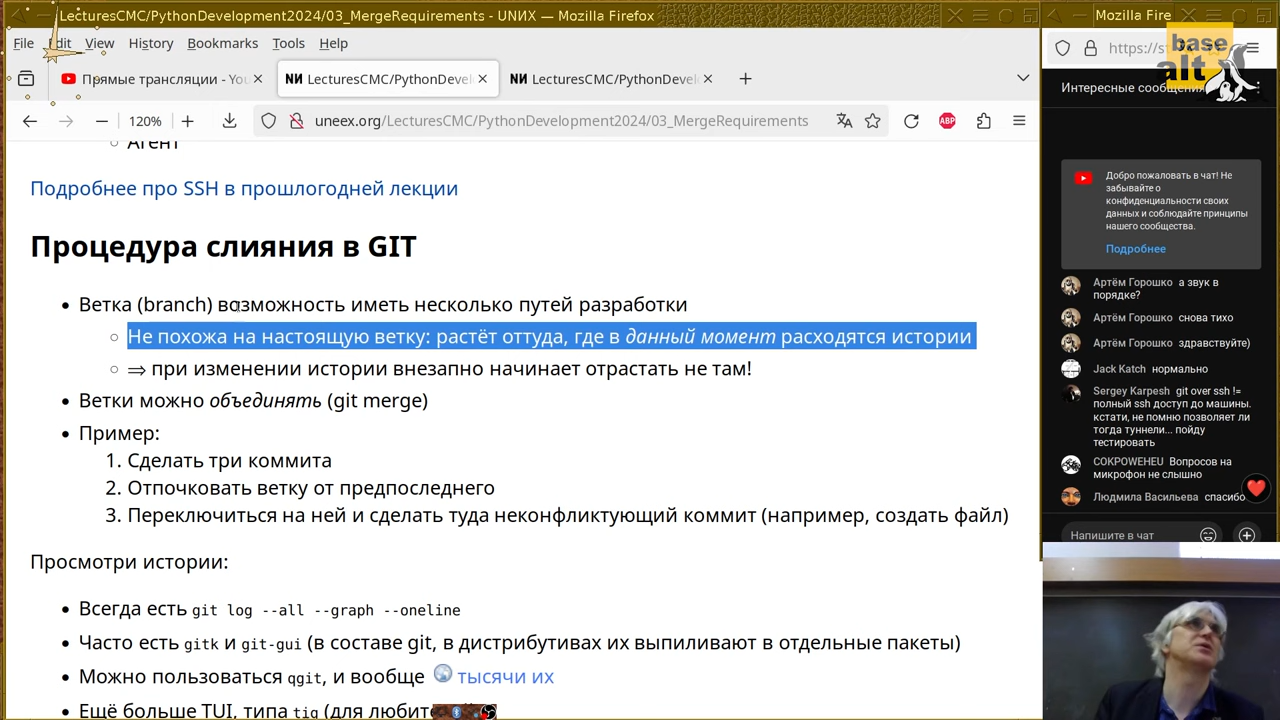 LecturesCMC/PythonDevelopment2024/03_MergeRequirements - UNИХ — Mozilla Firefox
Mozilla Fire
File Edit View History Bookmarks Tools Help
base
alt
https://s
Прямые трансляции - You
ИИ LecturesCMC/PythonDevel
ИИ LecturesCMC/PythonDevel
Интересные сообщения
120%
uneex.org/LecturesCMC/PythonDevelopment2024/03_MergeRequirements
ABP
Агент
Подробнее про SSH в прошлогодней лекции
Процедура слияния в GIT
Ветка (branch) возможность иметь несколько путей разработки
Не похожа на настоящую ветку: растёт оттуда, где в данный момент расходятся истории
⇒ при изменении истории внезапно начинает отрастать не там!
Ветки можно объединять (git merge)
Пример:
1. Сделать три коммита
2. Отпочковать ветку от предпоследнего
3. Переключиться на ней и сделать туда неконфликтующий коммит (например, создать файл)
Просмотри истории:
Всегда есть git log --all --graph --oneline
Часто есть gitk и git-gui (в составе git, в дистрибутивах их выпиливают в отдельные пакеты)
Можно пользоваться qgit, и вообще тысячи их
Ещё больше TUI, типа tig (для любит
Добро пожаловать в чат! Не
забывайте о
конфиденциальности своих
данных и соблюдайте принципы
нашего сообщества.
Подробнее
Артём Горошко а звук в
порядке?
Артём Горошко снова тихо
Артём Горошко здравствуйте)
Jack Katch нормально
Sergey Karpesh git over ssh !=
полный ssh доступ до машины.
кстати, не помню позволяет ли
тогда туннели... пойду
тестировать
COKPOWEHEU Вопросов на
микрофон не слышно
Людмила Васильева спасибо
Напишите в чат